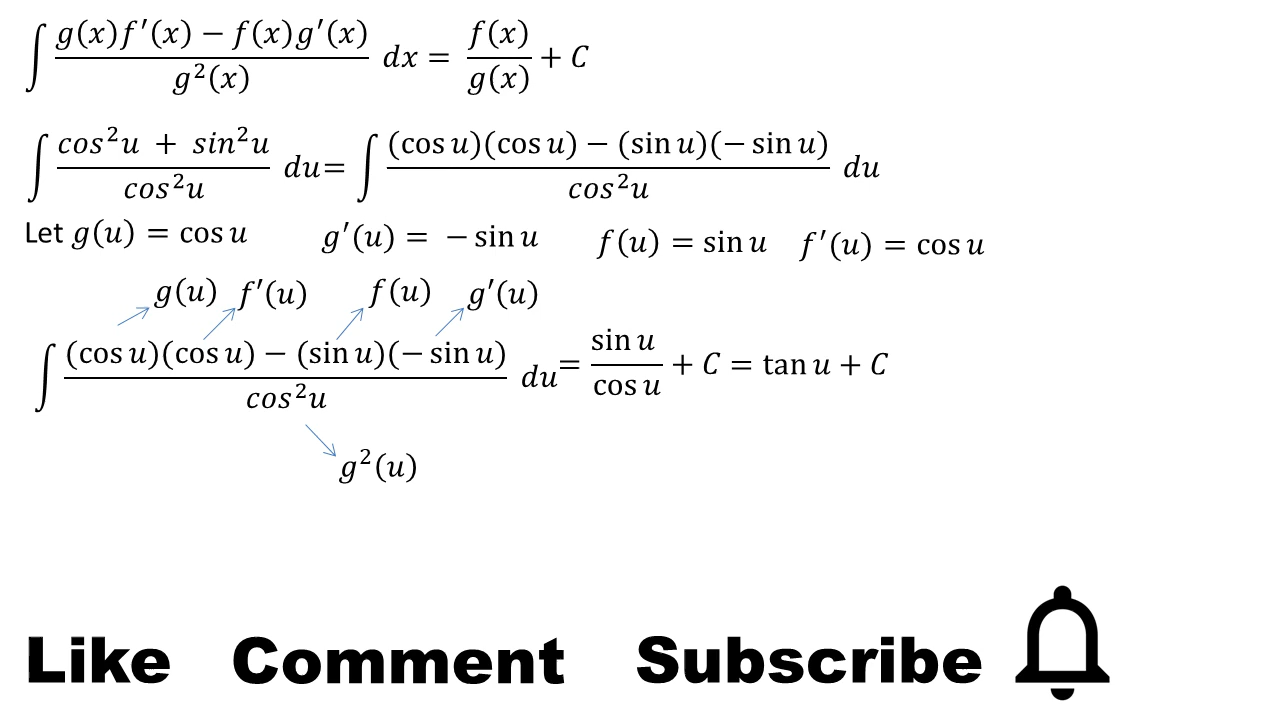 ∫ (g(x)f′(x) − f(x)g′(x))/(g²(x)) dx = f(x)/g(x) + C
∫ (cos²u + sin²u)/(cos²u) du= ∫ ((cos u)(cos u) − (sin u)(− sin u))/(cos²u) du
Let g(u) = cos u g′(u) = − sin u f(u) = sin u f′(u) = cos u
g(u) f′(u) f(u) g′(u)
∫ ((cos u)(cos u) − (sin u)(− sin u))/(cos²u) du = sin u/cos u + C = tan u + C
g²(u)
Like Comment Subscribe